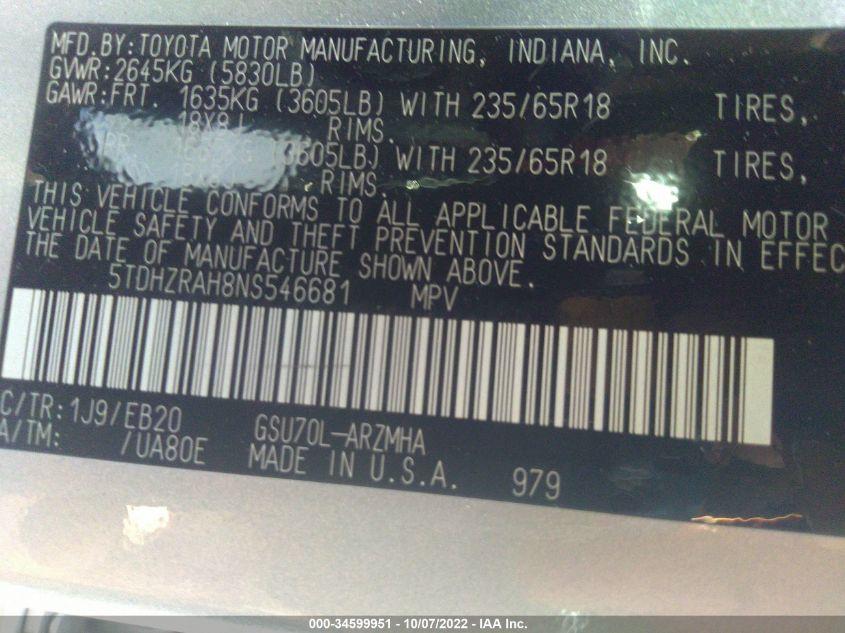 MFD.BY:TOYOTA MOTOR MANUFACTURING, INDIANA, INC.
GVWR:2645KG (5830LB)
GAWR:FRT. 1635KG (3605LB) WITH 235/65R18 TIRES,
18X8J RIMS.
(3605LB) WITH 235/65R18 TIRES,
RIMS.
THIS VEHICLE CONFORMS TO ALL APPLICABLE FEDERAL MOTOR
VEHICLE SAFETY AND THEFT PREVENTION STANDARDS IN EFFEC
THE DATE OF MANUFACTURE SHOWN ABOVE.
5TDHZRAH8NS546681 MPV
C/TR:1J9/EB20 GSU70L-ARZMHA
A/TM: /UA80E MADE IN U.S.A. 979
000-34599951 - 10/07/2022 - IAA Inc.